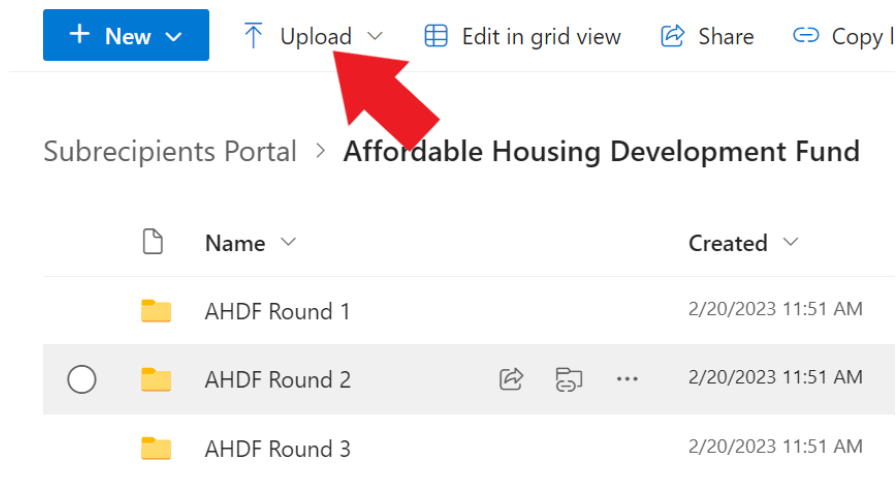 + New Upload Edit in grid view Share Copy l
Subrecipients Portal > Affordable Housing Development Fund
Name Created
AHDF Round 1 2/20/2023 11:51 AM
AHDF Round 2 ... 2/20/2023 11:51 AM
AHDF Round 3 2/20/2023 11:51 AM